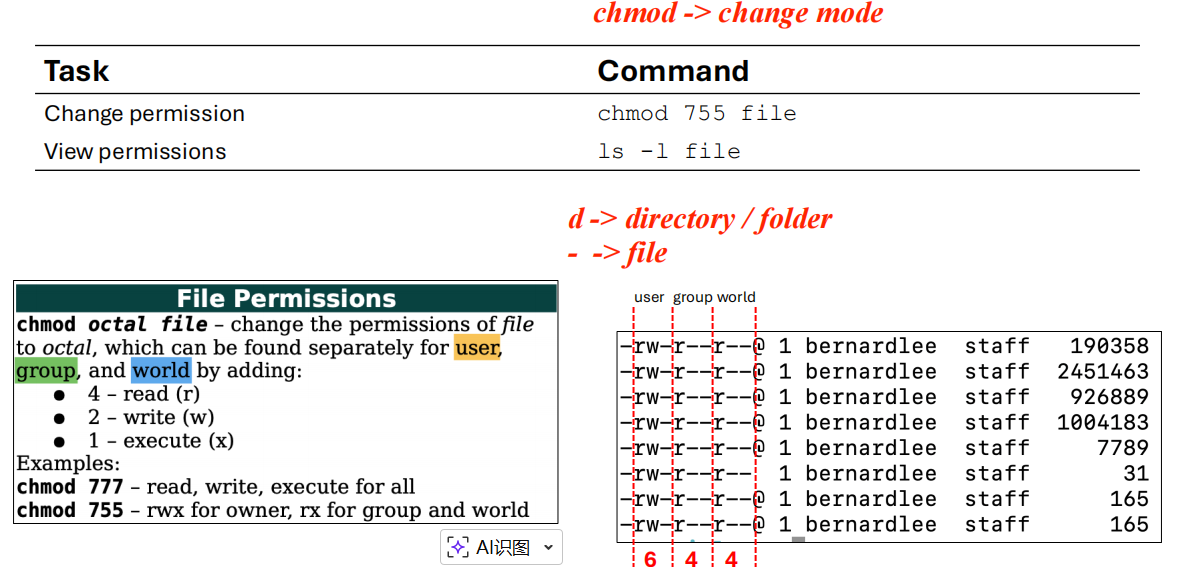 chmod -> change mode
Task Command
Change permission chmod 755 file
View permissions ls -l file
d -> directory / folder
- -> file
File Permissions
chmod octal file – change the permissions of file
to octal, which can be found separately for user,
group, and world by adding:
● 4 – read (r)
● 2 – write (w)
● 1 – execute (x)
Examples:
chmod 777 – read, write, execute for all
chmod 755 – rwx for owner, rx for group and world
AI识图
user group world
-rw-r--r--@ 1 bernardlee staff 190358
-rw-r--r--@ 1 bernardlee staff 2451463
-rw-r--r--@ 1 bernardlee staff 926889
-rw-r--r--@ 1 bernardlee staff 1004183
-rw-r--r--@ 1 bernardlee staff 7789
-rw-r--r-- 1 bernardlee staff 31
-rw-r--r--@ 1 bernardlee staff 165
-rw-r--r--@ 1 bernardlee staff 165
6 4 4